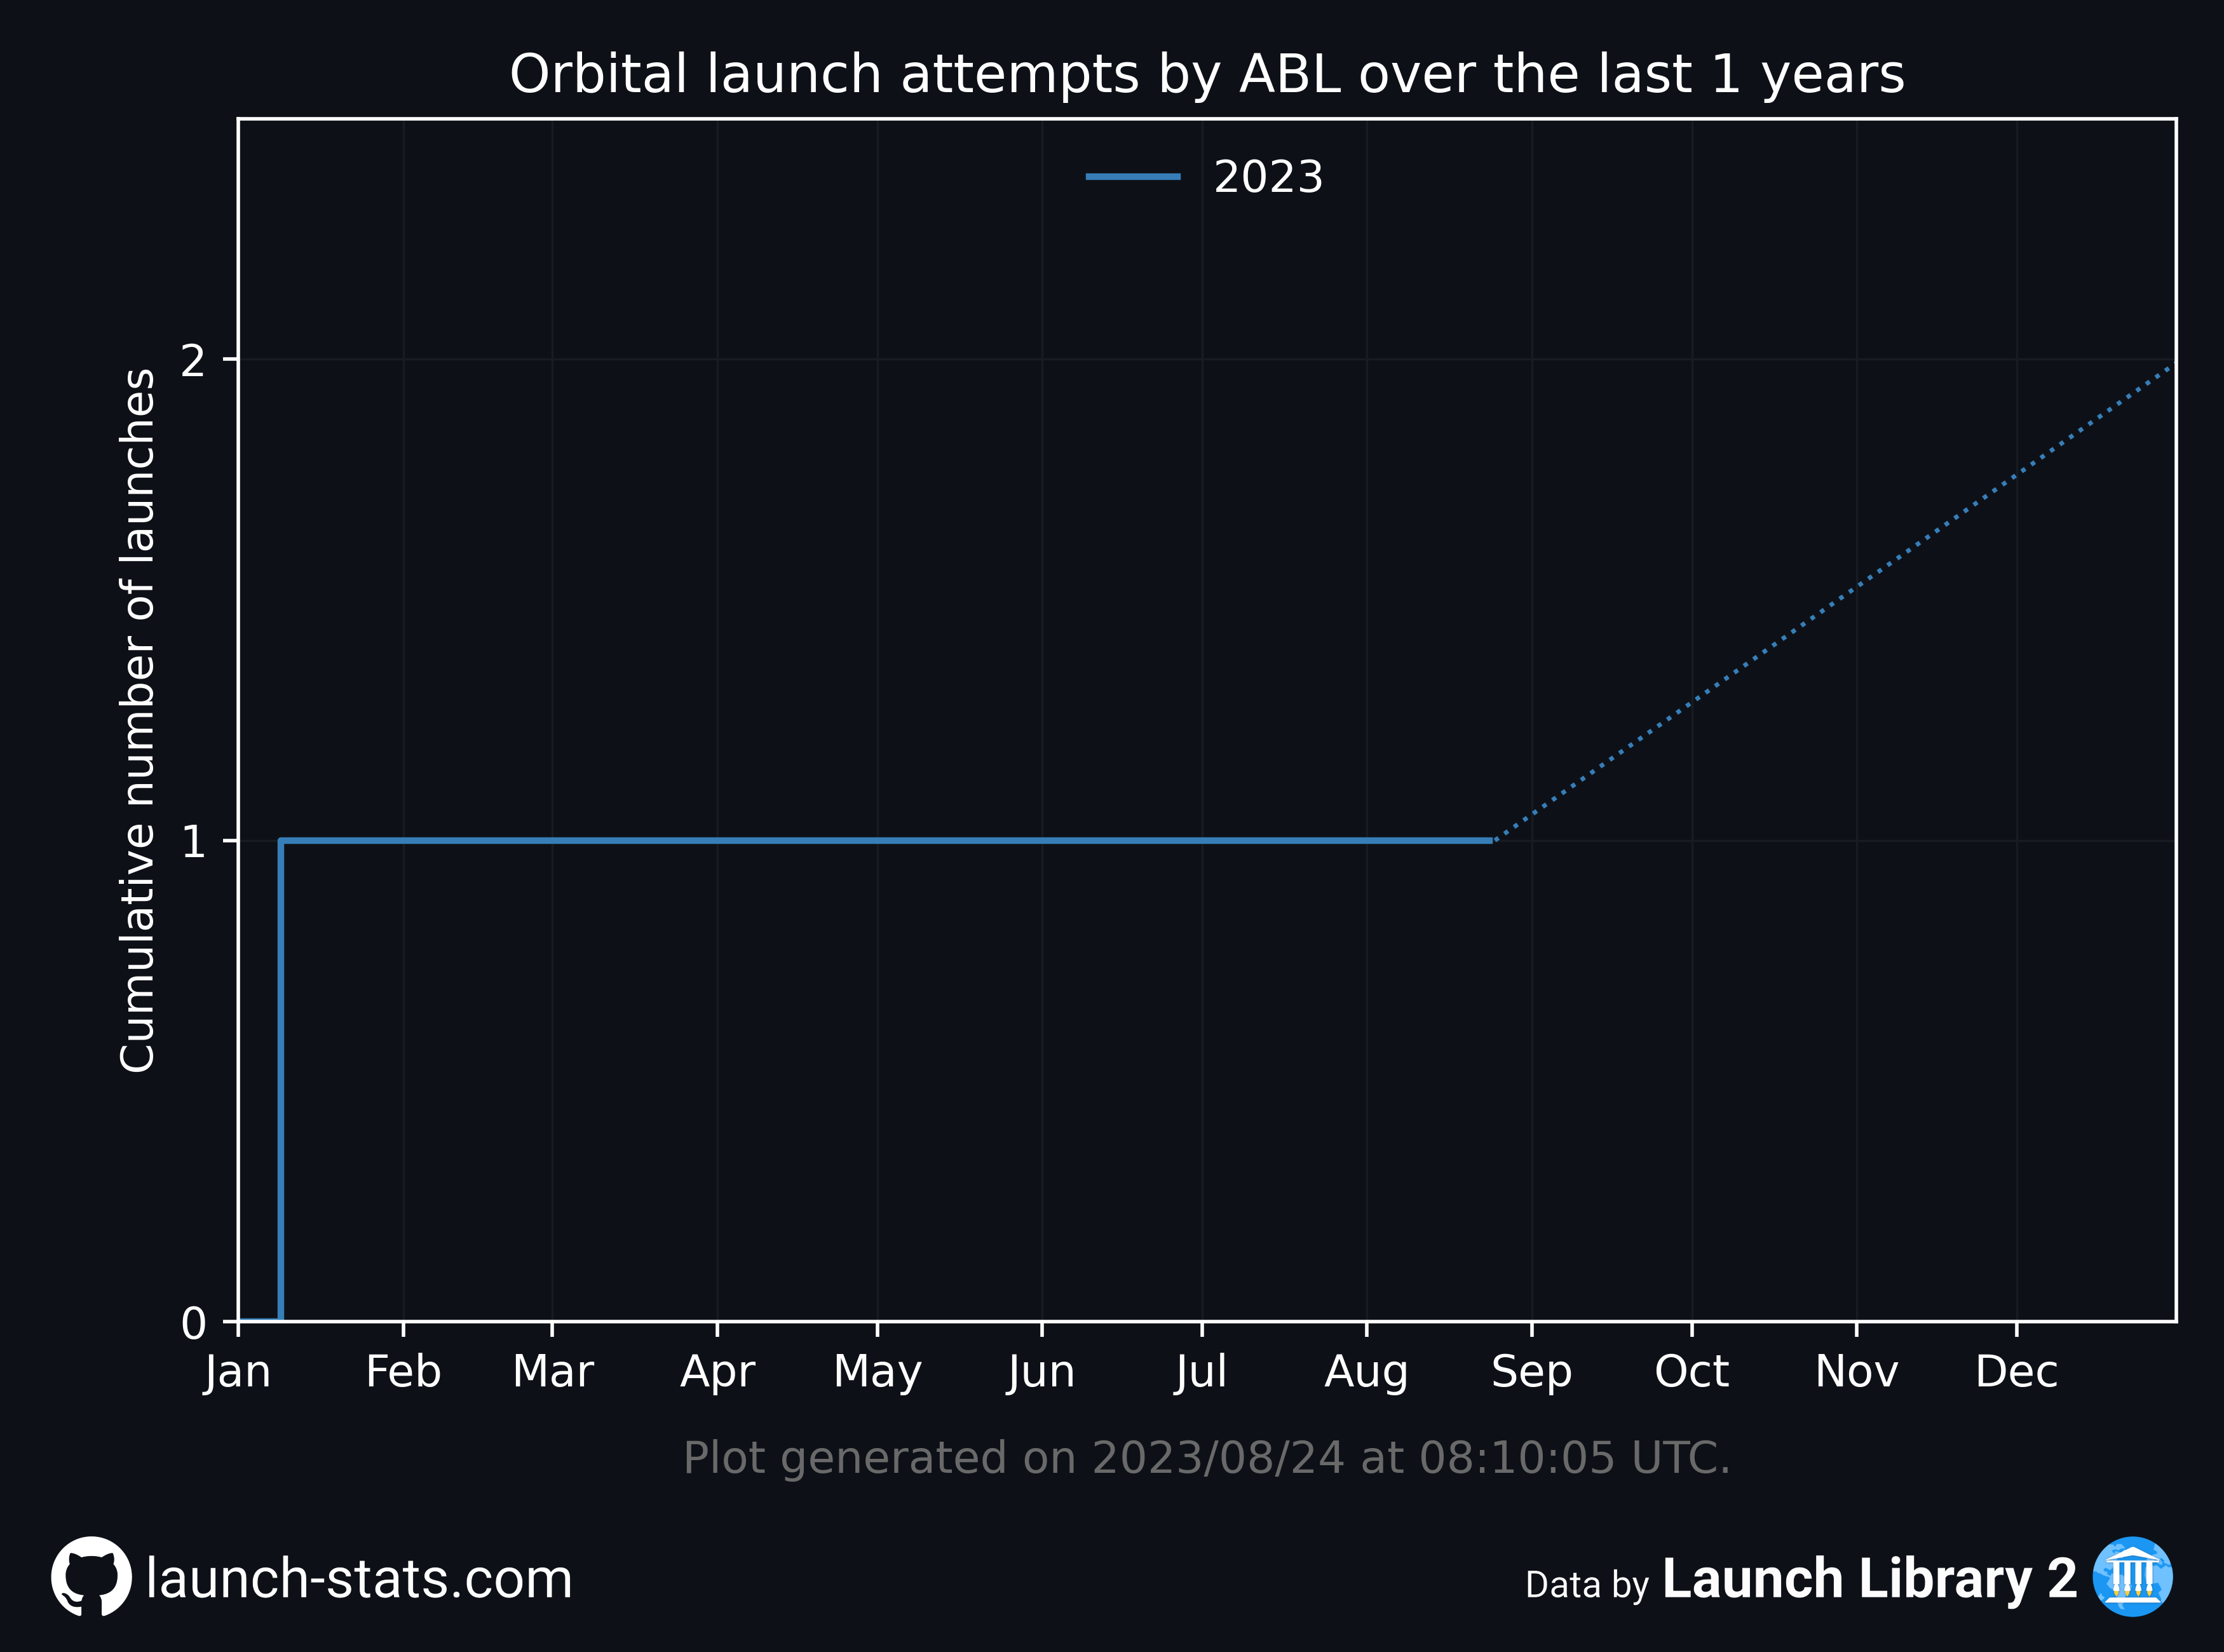 Orbital launch attempts by ABL over the last 1 years
2023
Cumulative number of launches
2
1
0
Jan Feb Mar Apr May Jun Jul Aug Sep Oct Nov Dec
Plot generated on 2023/08/24 at 08:10:05 UTC.
launch-stats.com
Data by Launch Library 2